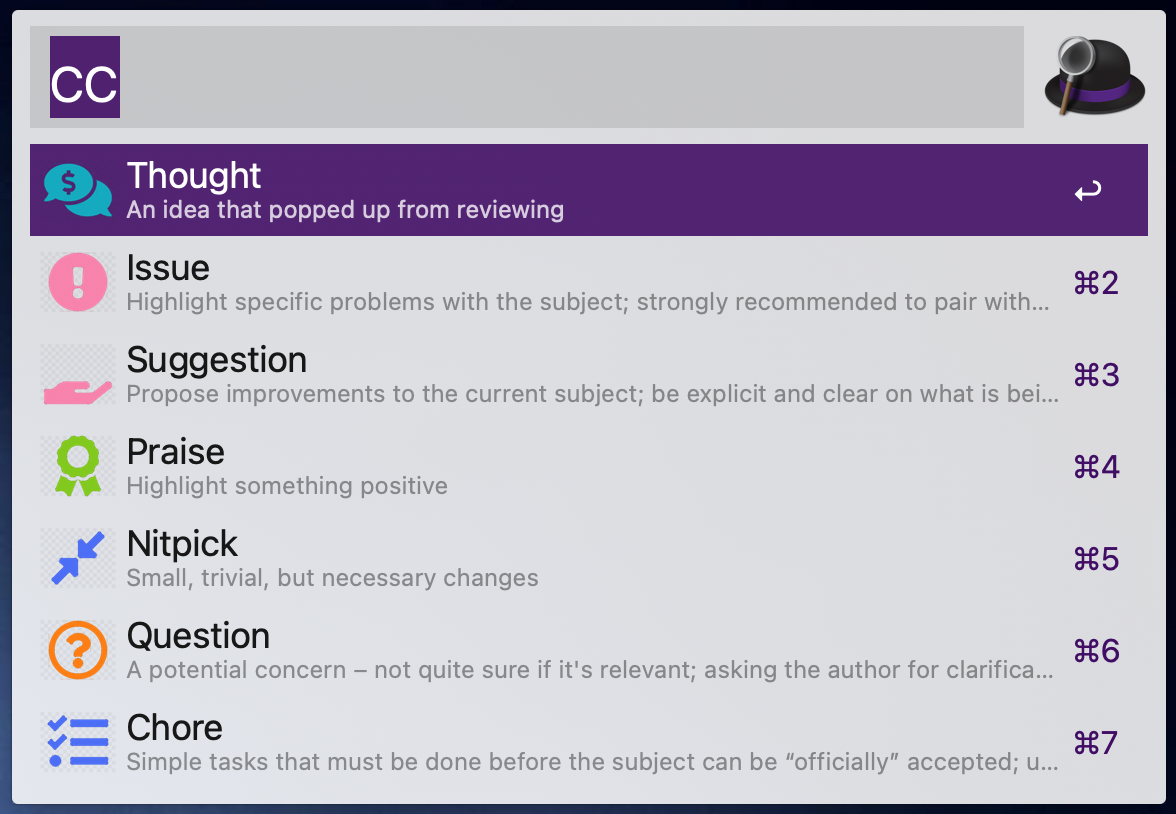 CC
Thought
An idea that popped up from reviewing
Issue
Highlight specific problems with the subject; strongly recommended to pair with...
⌘2
Suggestion
Propose improvements to the current subject; be explicit and clear on what is bei...
⌘3
Praise
Highlight something positive
⌘4
Nitpick
Small, trivial, but necessary changes
⌘5
Question
A potential concern – not quite sure if it's relevant; asking the author for clarifica...
⌘6
Chore
Simple tasks that must be done before the subject can be “officially” accepted; u...
⌘7